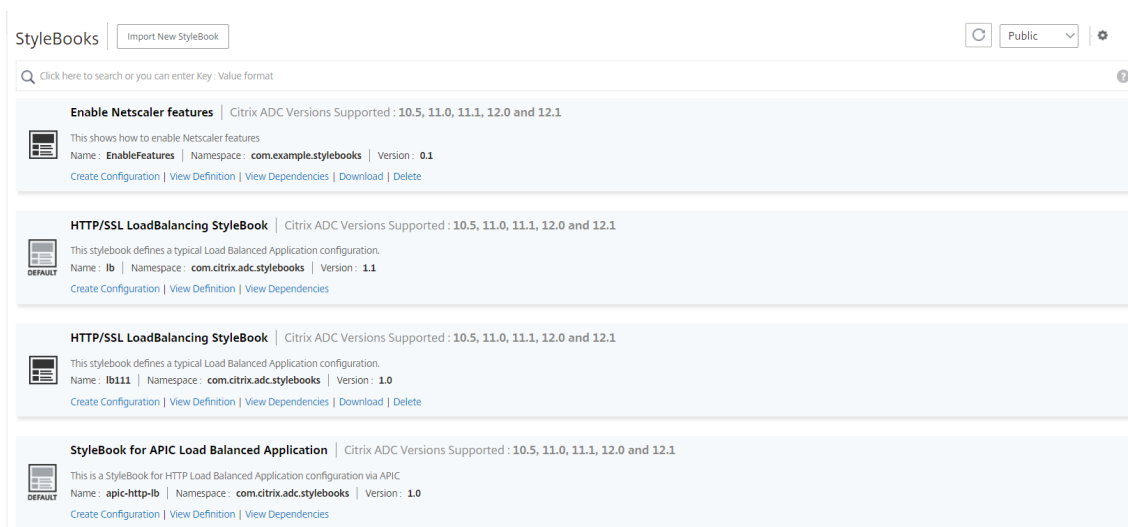 StyleBooks | Import New StyleBook Public
Click here to search or you can enter Key : Value format ?
Enable Netscaler features | Citrix ADC Versions Supported : 10.5, 11.0, 11.1, 12.0 and 12.1
This shows how to enable Netscaler features
Name : EnableFeatures | Namespace : com.example.stylebooks | Version : 0.1
Create Configuration | View Definition | View Dependencies | Download | Delete
HTTP/SSL LoadBalancing StyleBook | Citrix ADC Versions Supported : 10.5, 11.0, 11.1, 12.0 and 12.1
This stylebook defines a typical Load Balanced Application configuration.
DEFAULT
Name : lb | Namespace : com.citrix.adc.stylebooks | Version : 1.1
Create Configuration | View Definition | View Dependencies
HTTP/SSL LoadBalancing StyleBook | Citrix ADC Versions Supported : 10.5, 11.0, 11.1, 12.0 and 12.1
This stylebook defines a typical Load Balanced Application configuration.
Name : lb111 | Namespace : com.citrix.adc.stylebooks | Version : 1.0
Create Configuration | View Definition | View Dependencies | Download | Delete
StyleBook for APIC Load Balanced Application | Citrix ADC Versions Supported : 10.5, 11.0, 11.1, 12.0 and 12.1
This is a StyleBook for HTTP Load Balanced Application configuration via APIC
DEFAULT
Name : apic-http-lb | Namespace : com.citrix.adc.stylebooks | Version : 1.0
Create Configuration | View Definition | View Dependencies